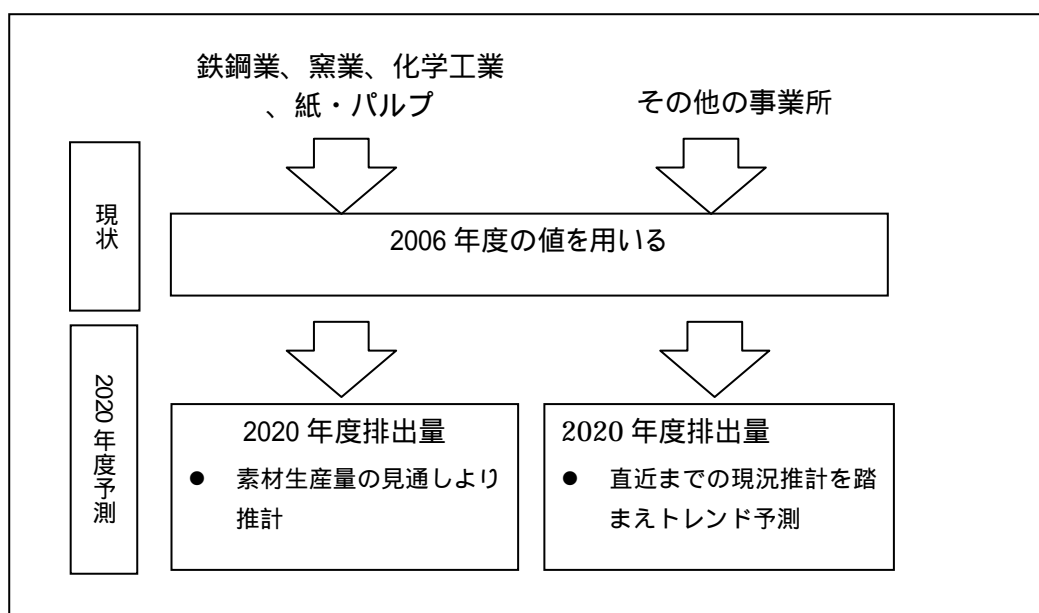 鉄鋼業、窯業、化学工業
、紙・パルプ
その他の事業所
現状
2006 年度の値を用いる
2020 年度予測
2020 年度排出量
● 素材生産量の見通しより
推計
2020 年度排出量
● 直近までの現況推計を踏
まえトレンド予測